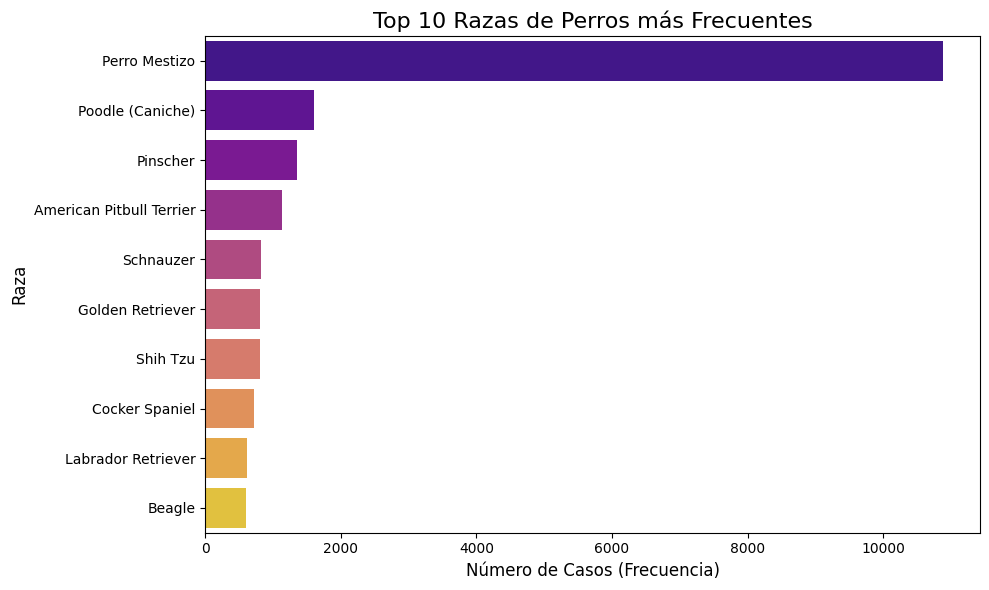 Top 10 Razas de Perros más Frecuentes
Raza
Perro Mestizo
Poodle (Caniche)
Pinscher
American Pitbull Terrier
Schnauzer
Golden Retriever
Shih Tzu
Cocker Spaniel
Labrador Retriever
Beagle
0 2000 4000 6000 8000 10000
Número de Casos (Frecuencia)